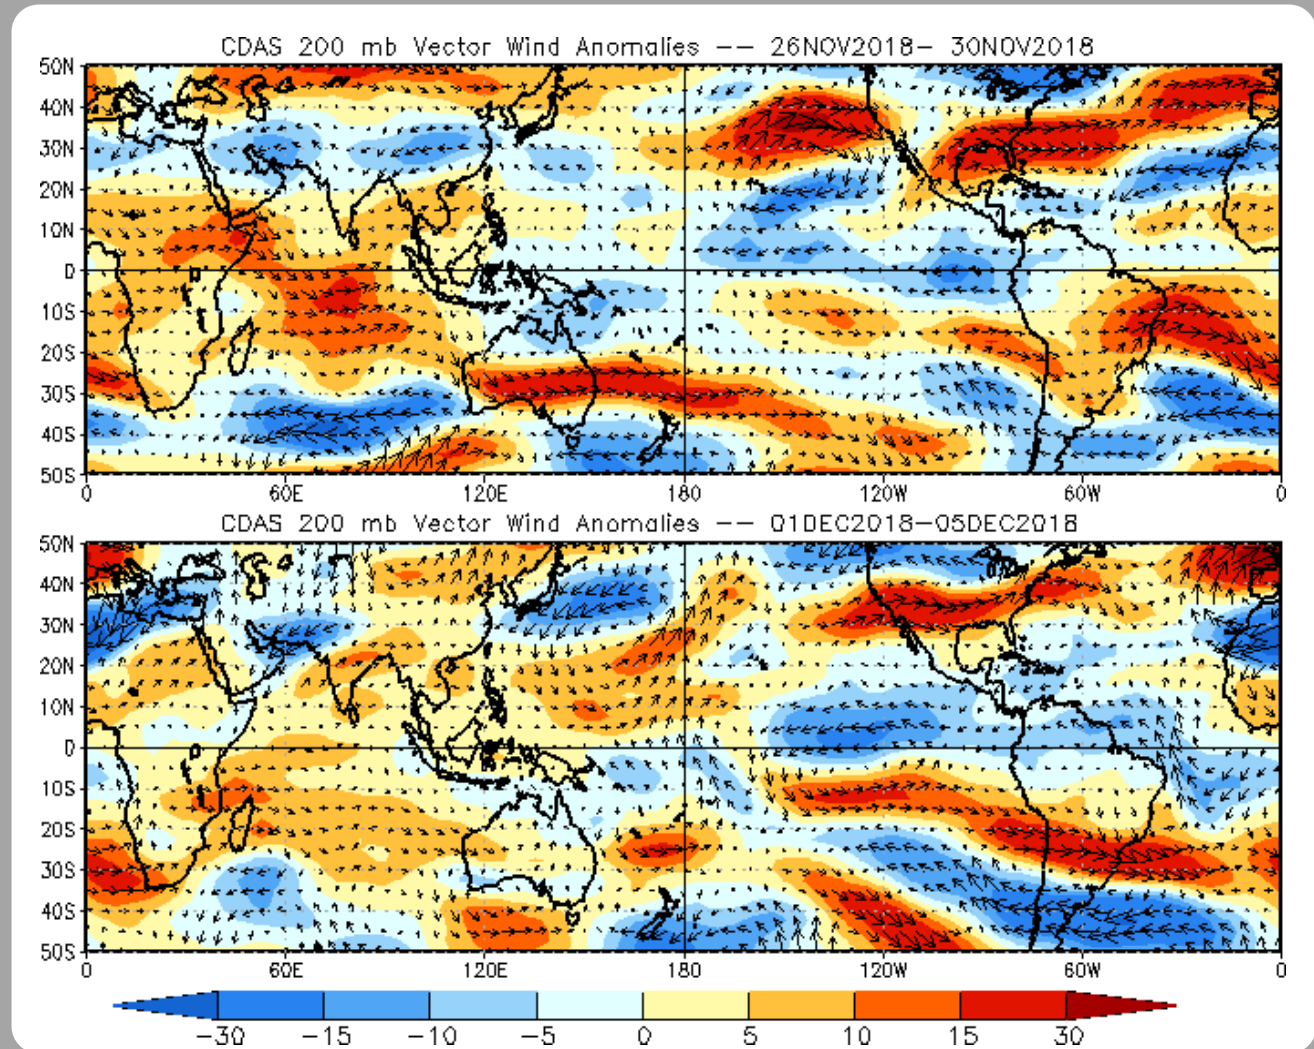 CDAS 200 mb Vector Wind Anomalies -- 26NOV2018- 30NOV2018
50N
40N
30N
20N
10N
0
10S
20S
30S
40S
50S
0 60E 120E 180 120W 60W 0
CDAS 200 mb Vector Wind Anomalies -- 01DEC2018-05DEC2018
50N
40N
30N
20N
10N
0
10S
20S
30S
40S
50S
0 60E 120E 180 120W 60W 0
-30 -15 -10 -5 0 5 10 15 30